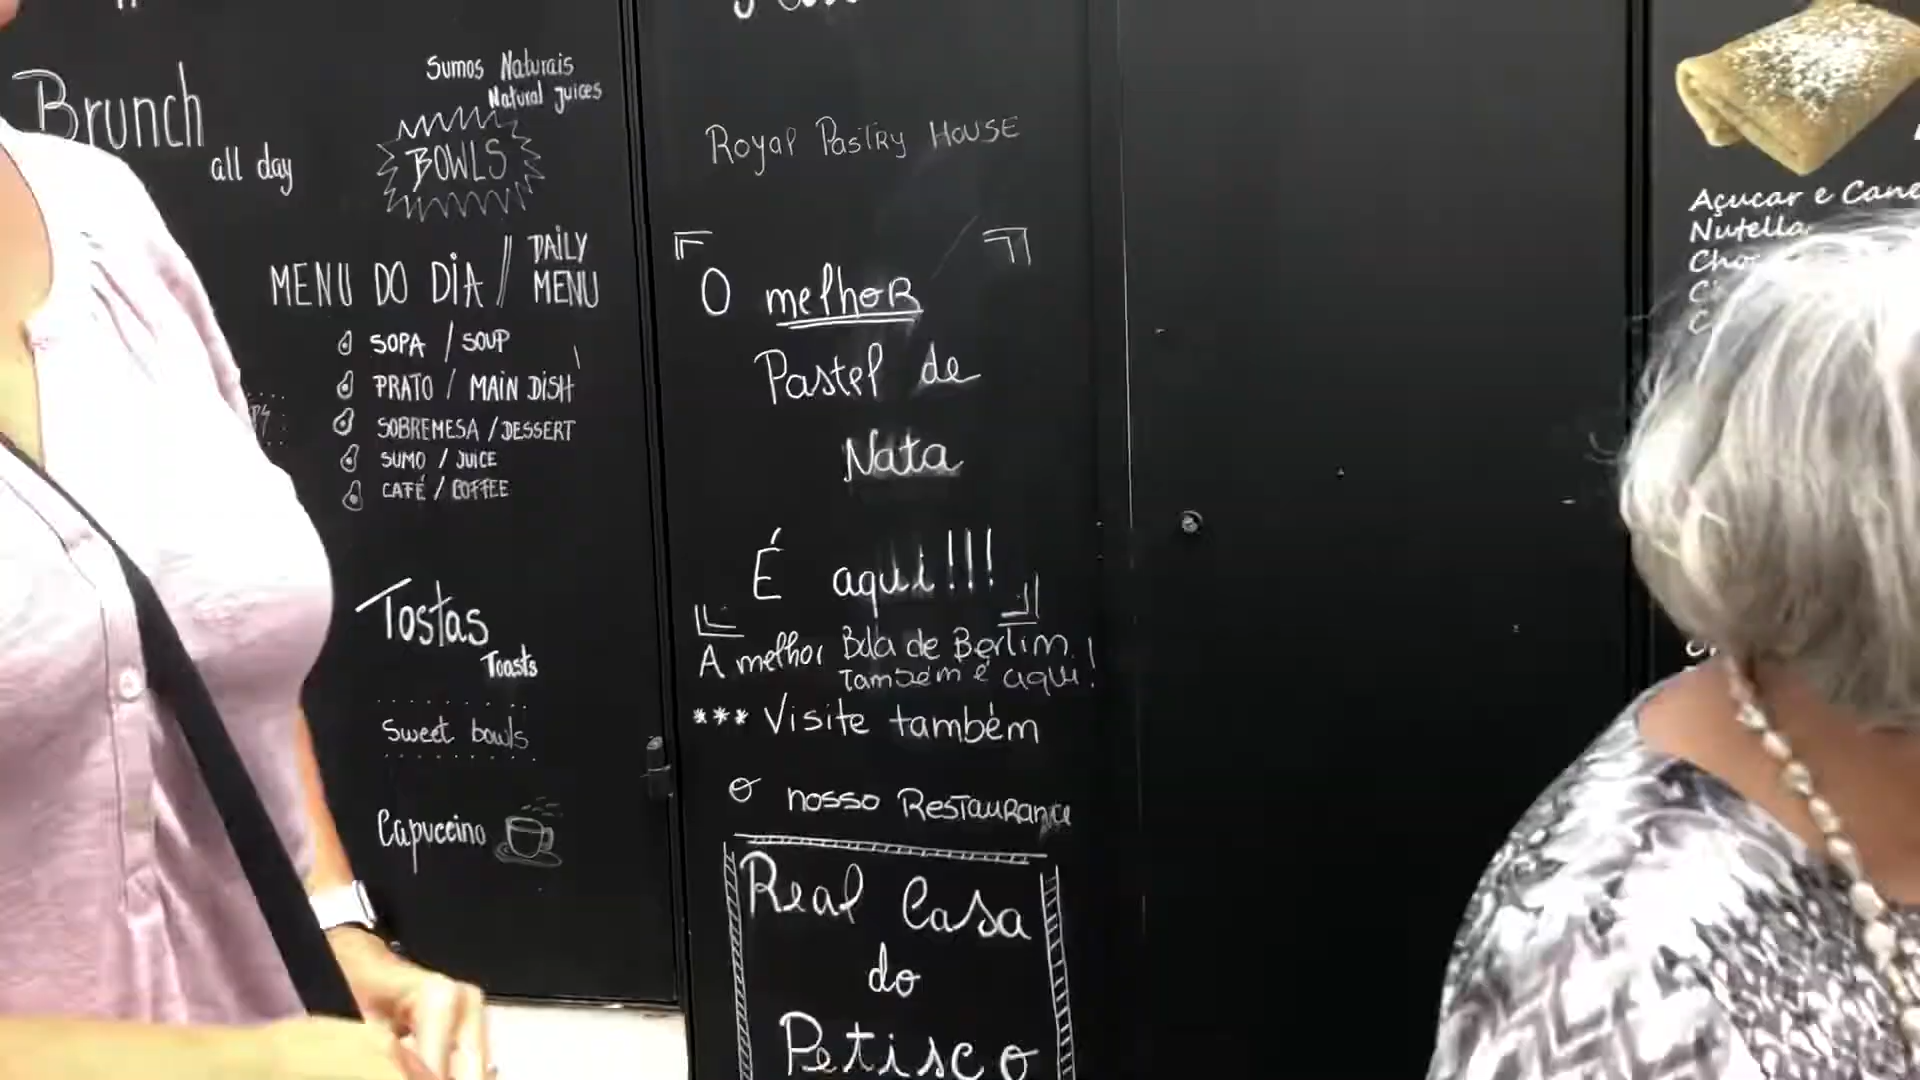 Brunch
all day
Sumos Naturais
Natural juices
BOWLS
MENU DO DIA // DAILY MENU
SOPA / SOUP
PRATO / MAIN DISH
SOBREMESA / DESSERT
SUMO / JUICE
CAFÉ / COFFEE
Tostas
Toasts
Sweet bowls
Capuccino
Royal Pastry House
O melhor
Pastel de
Nata
É aqui!!!
A melhor Bola de Berlim
Também é aqui!
*** Visite também
o nosso Restaurante
Real Casa
do
Petisco
Açucar e
Nutella